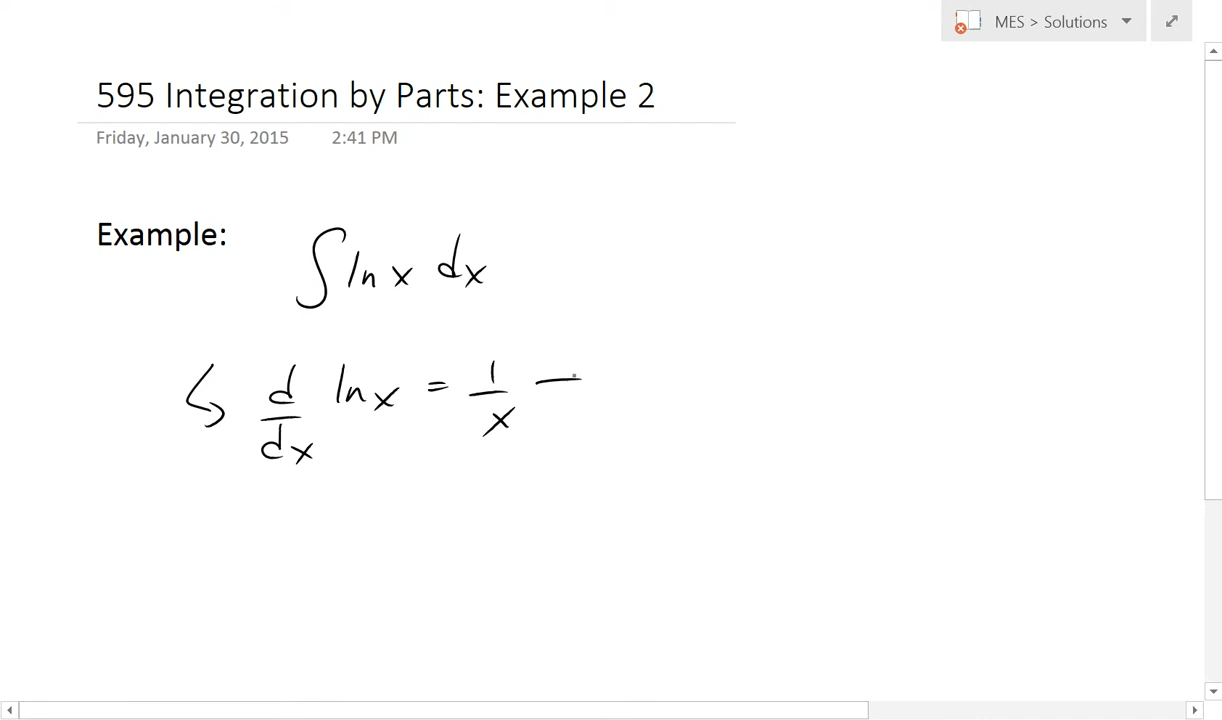 MES > Solutions
595 Integration by Parts: Example 2
Friday, January 30, 2015 2:41 PM
Example: ∫ ln x dx
↳ d/dx ln x = 1/x —